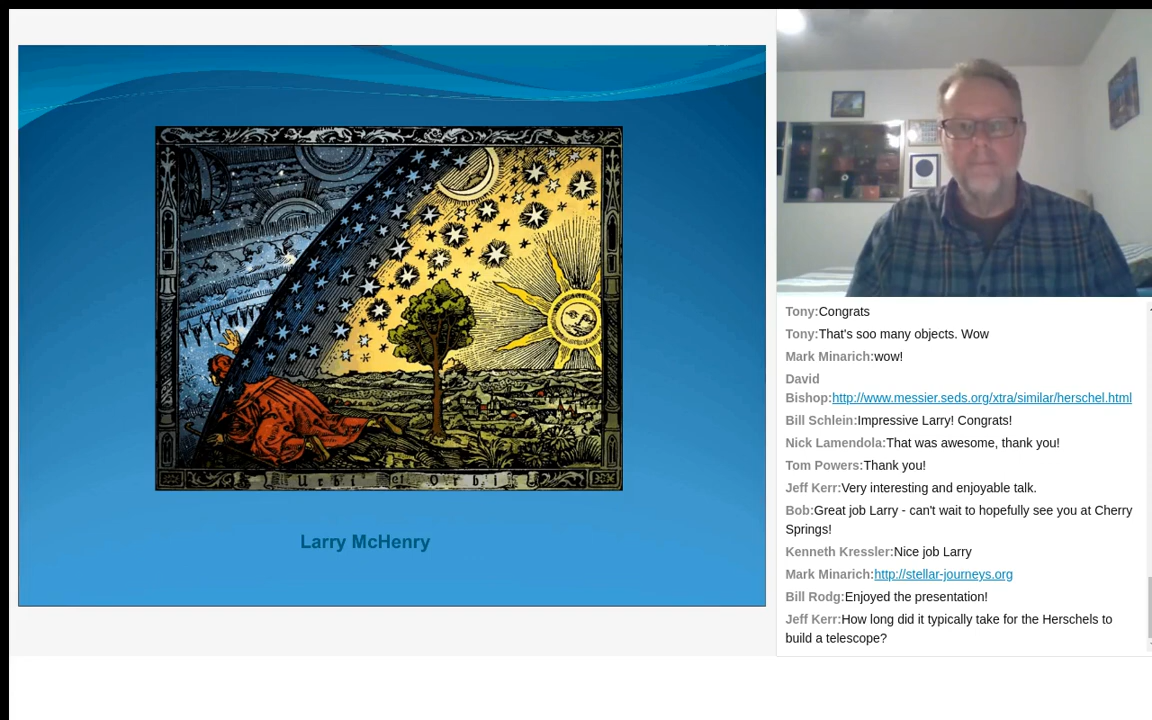 Urbi et Orbi
Larry McHenry
Tony:Congrats
Tony:That's soo many objects. Wow
Mark Minarich:wow!
David
Bishop:http://www.messier.seds.org/xtra/similar/herschel.html
Bill Schlein:Impressive Larry! Congrats!
Nick Lamendola:That was awesome, thank you!
Tom Powers:Thank you!
Jeff Kerr:Very interesting and enjoyable talk.
Bob:Great job Larry - can't wait to hopefully see you at Cherry
Springs!
Kenneth Kressler:Nice job Larry
Mark Minarich:http://stellar-journeys.org
Bill Rodg:Enjoyed the presentation!
Jeff Kerr:How long did it typically take for the Herschels to
build a telescope?